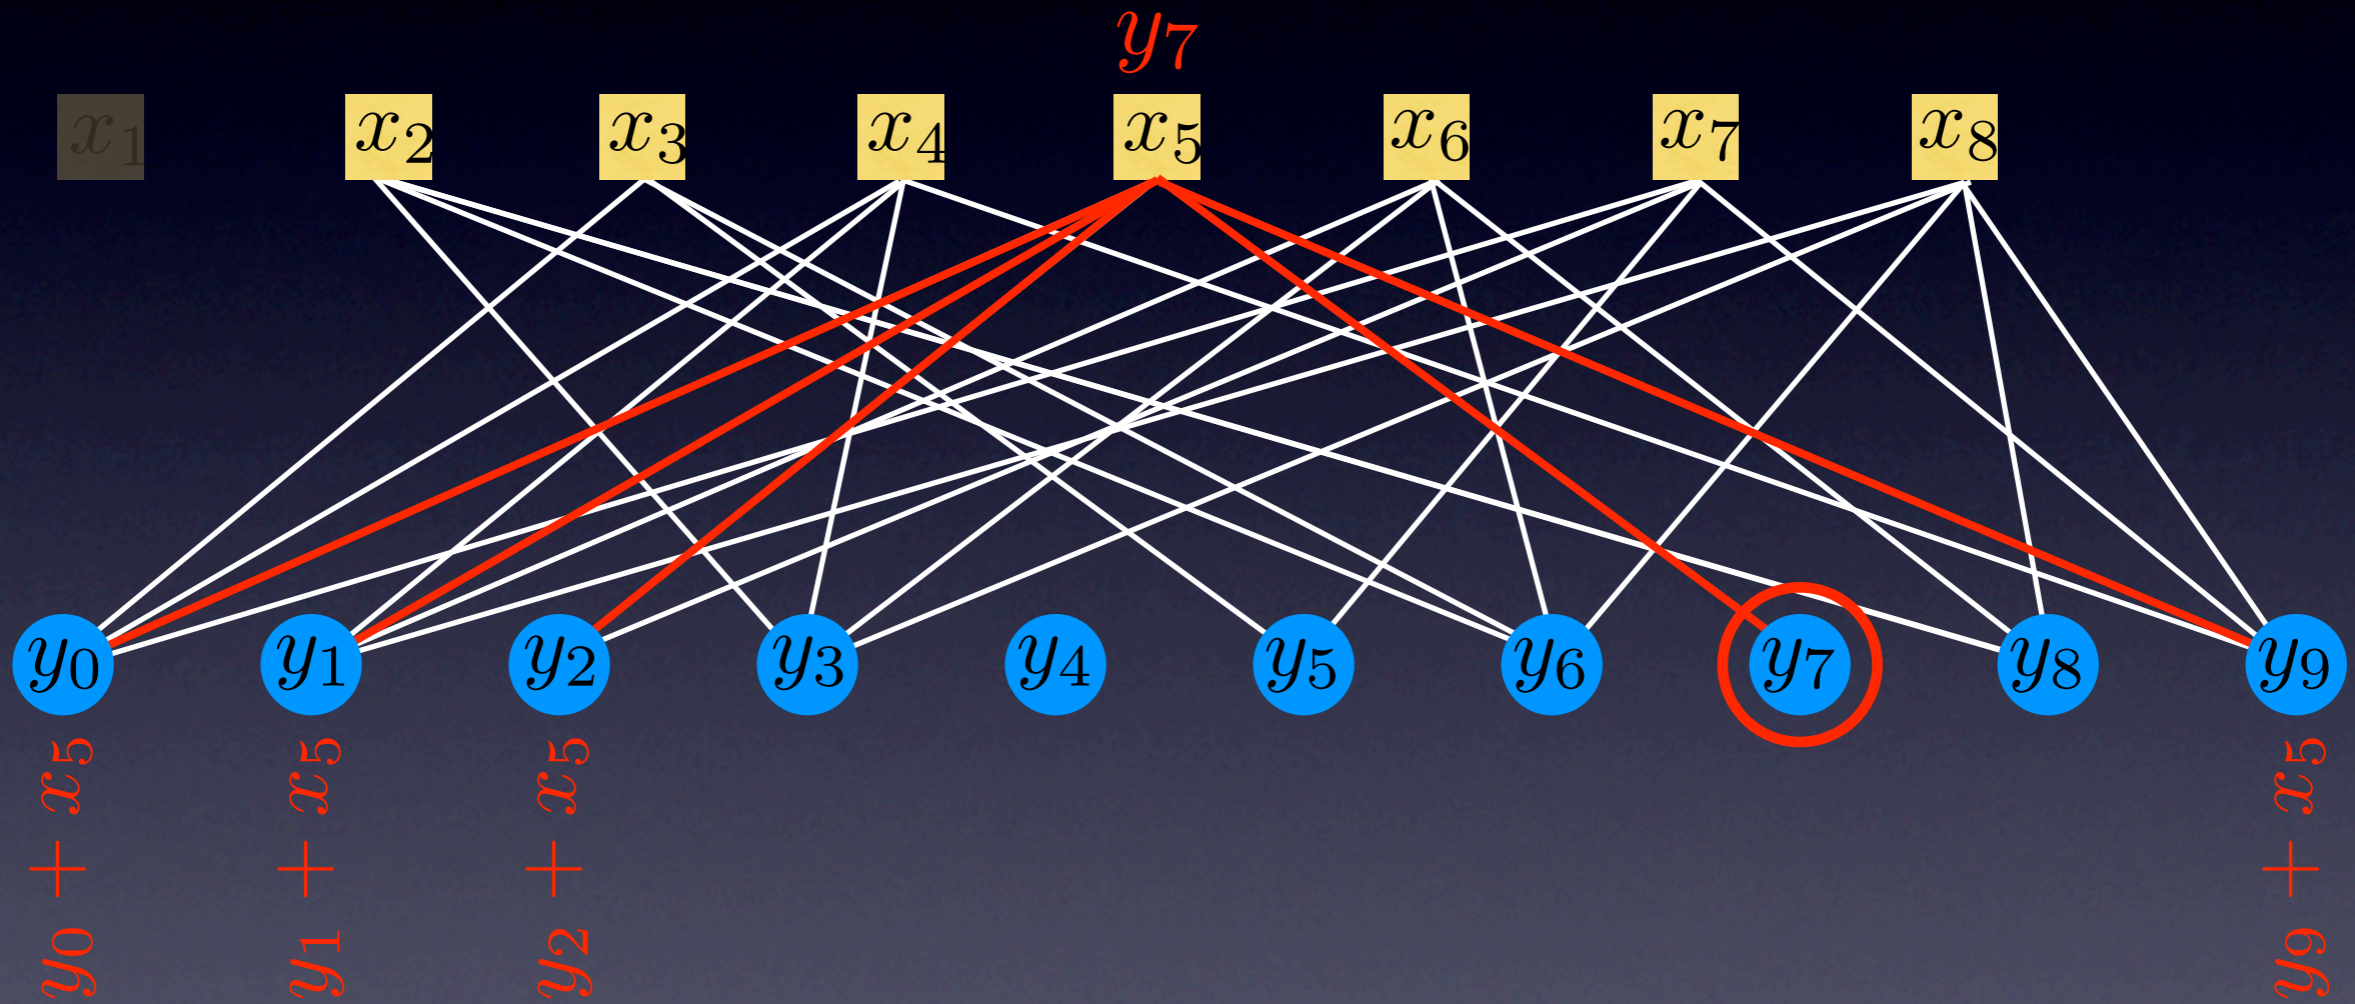 y₇
x₁ x₂ x₃ x₄ x₅ x₆ x₇ x₈
y₀ y₁ y₂ y₃ y₄ y₅ y₆ y₇ y₈ y₉
y₀ + x₅
y₁ + x₅
y₂ + x₅
y₉ + x₅